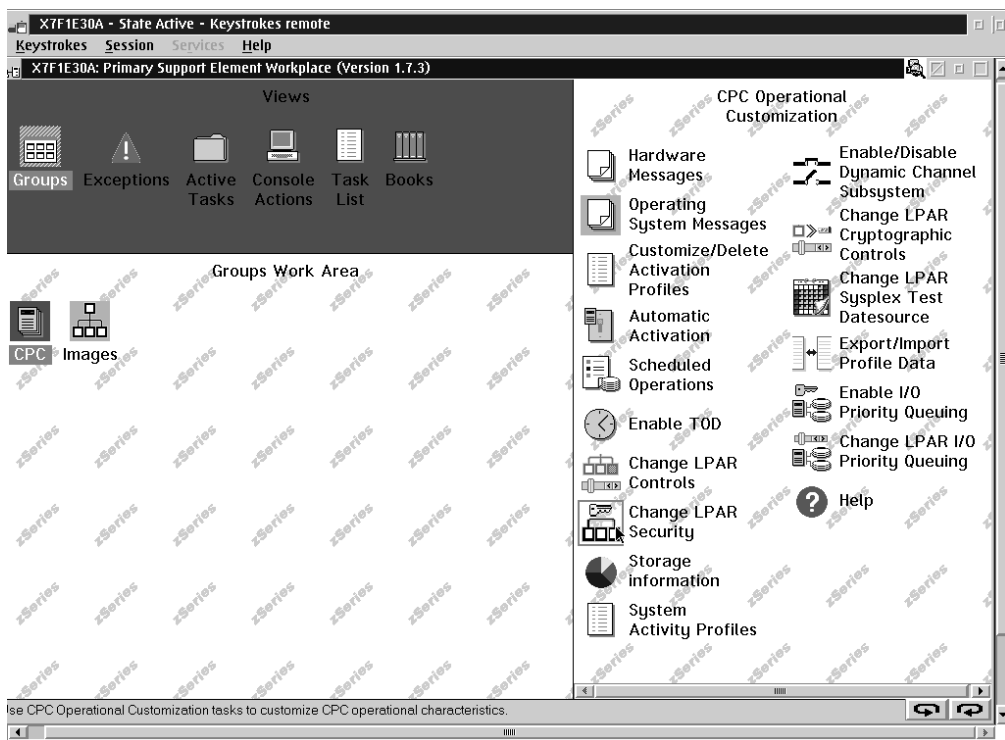 X7F1E30A - State Active - Keystrokes remote
Keystrokes Session Services Help
X7F1E30A: Primary Support Element Workplace (Version 1.7.3)
Views
Groups Exceptions Active Tasks Console Actions Task List Books
Groups Work Area
CPC Images
CPC Operational
Customization
Hardware
Messages
Operating
System Messages
Customize/Delete
Activation
Profiles
Automatic
Activation
Scheduled
Operations
Enable TOD
Change LPAR
Controls
Change LPAR
Security
Storage
information
System
Activity Profiles
Enable/Disable
Dynamic Channel
Subsystem
Change LPAR
Cryptographic
Controls
Change LPAR
Sysplex Test
Datesource
Export/Import
Profile Data
Enable I/O
Priority Queuing
Change LPAR I/O
Priority Queuing
Help
zSeries
Use CPC Operational Customization tasks to customize CPC operational characteristics.